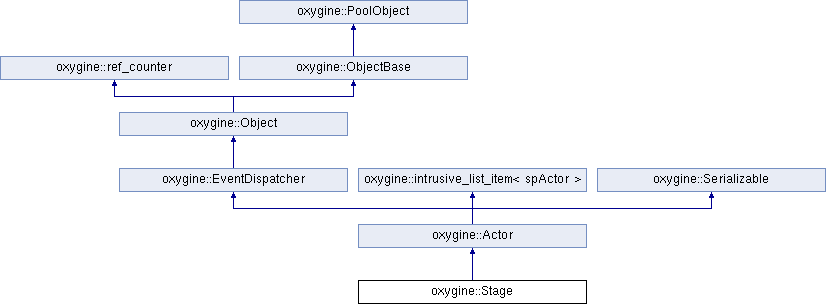 oxygine::PoolObject
oxygine::ref_counter
oxygine::ObjectBase
oxygine::Object
oxygine::EventDispatcher
oxygine::intrusive_list_item< spActor >
oxygine::Serializable
oxygine::Actor
oxygine::Stage